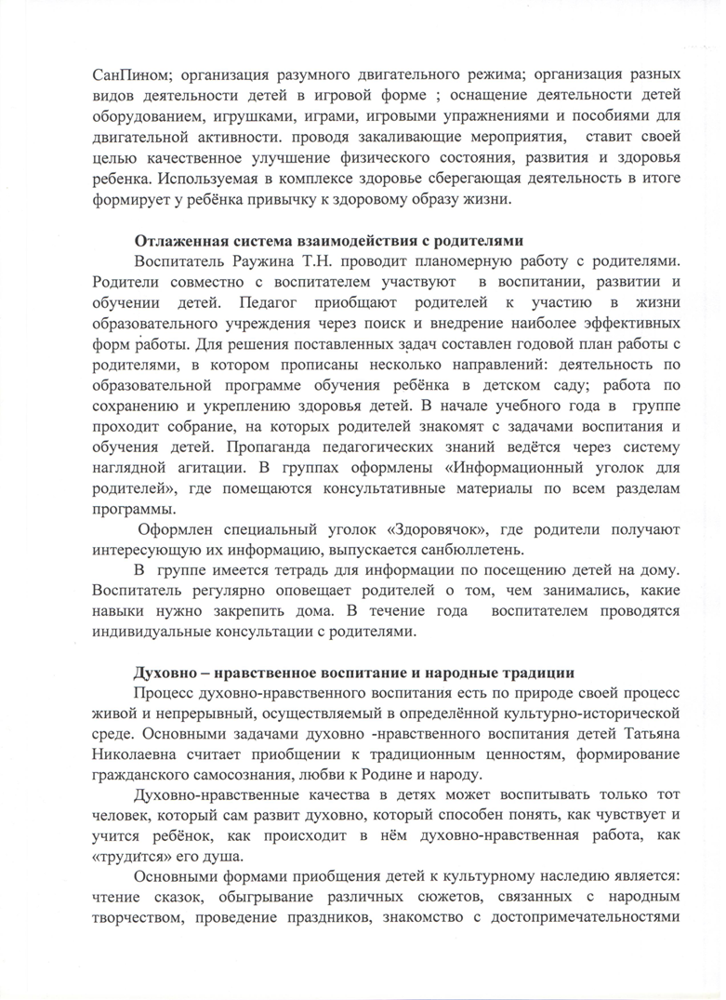 СанПином; организация разумного двигательного режима; организация разных
видов деятельности детей в игровой форме ; оснащение деятельности детей
оборудованием, игрушками, играми, игровыми упражнениями и пособиями для
двигательной активности. проводя закаливающие мероприятия, ставит своей
целью качественное улучшение физического состояния, развития и здоровья
ребенка. Используемая в комплексе здоровье сберегающая деятельность в итоге
формирует у ребёнка привычку к здоровому образу жизни.
Отлаженная система взаимодействия с родителями
Воспитатель Раужина Т.Н. проводит планомерную работу с родителями.
Родители совместно с воспитателем участвуют в воспитании, развитии и
обучении детей. Педагог приобщают родителей к участию в жизни
образовательного учреждения через поиск и внедрение наиболее эффективных
форм работы. Для решения поставленных задач составлен годовой план работы с
родителями, в котором прописаны несколько направлений: деятельность по
образовательной программе обучения ребёнка в детском саду; работа по
сохранению и укреплению здоровья детей. В начале учебного года в группе
проходит собрание, на которых родителей знакомят с задачами воспитания и
обучения детей. Пропаганда педагогических знаний ведётся через систему
наглядной агитации. В группах оформлены «Информационный уголок для
родителей», где помещаются консультативные материалы по всем разделам
программы.
Оформлен специальный уголок «Здоровячок», где родители получают
интересующую их информацию, выпускается санбюллетень.
В группе имеется тетрадь для информации по посещению детей на дому.
Воспитатель регулярно оповещает родителей о том, чем занимались, какие
навыки нужно закрепить дома. В течение года воспитателем проводятся
индивидуальные консультации с родителями.
Духовно – нравственное воспитание и народные традиции
Процесс духовно-нравственного воспитания есть по природе своей процесс
живой и непрерывный, осуществляемый в определённой культурно-исторической
среде. Основными задачами духовно -нравственного воспитания детей Татьяна
Николаевна считает приобщении к традиционным ценностям, формирование
гражданского самосознания, любви к Родине и народу.
Духовно-нравственные качества в детях может воспитывать только тот
человек, который сам развит духовно, который способен понять, как чувствует и
учится ребёнок, как происходит в нём духовно-нравственная работа, как
«трудится» его душа.
Основными формами приобщения детей к культурному наследию является:
чтение сказок, обыгрывание различных сюжетов, связанных с народным
творчеством, проведение праздников, знакомство с достопримечательностями